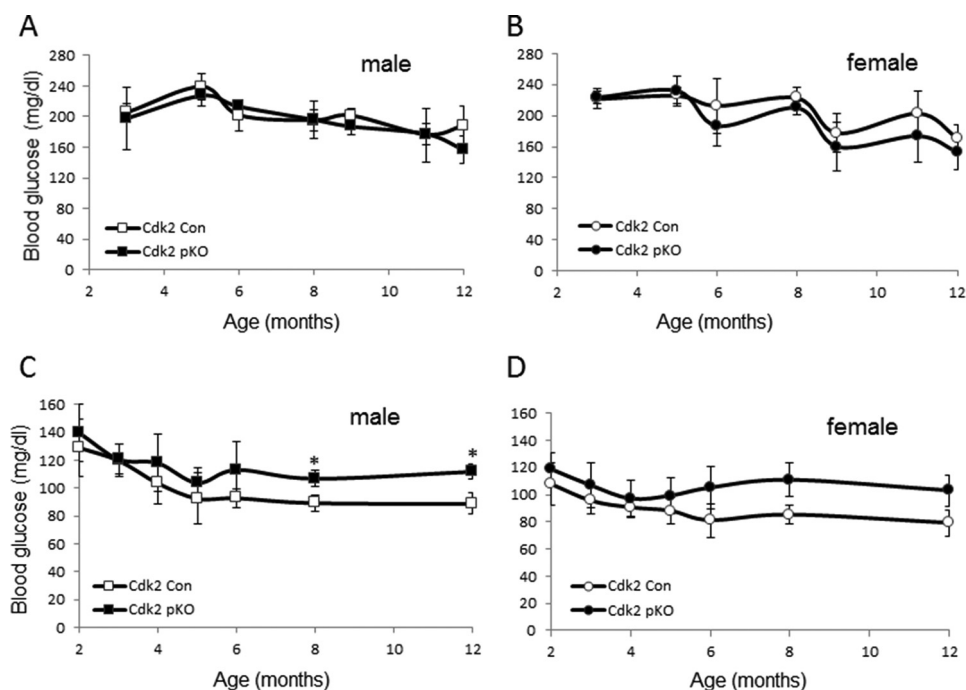 A
male
Blood glucose (mg/dl)
280
240
200
160
120
80
40
0
Cdk2 Con
Cdk2 pKO
2 4 6 8 10 12
Age (months)
B
female
280
240
200
160
120
80
40
0
Cdk2 Con
Cdk2 pKO
2 4 6 8 10 12
Age (months)
C
male
Blood glucose (mg/dl)
160
140
120
100
80
60
40
20
0
* *
Cdk2 Con
Cdk2 pKO
2 4 6 8 10 12
Age (months)
D
female
160
140
120
100
80
60
40
20
0
Cdk2 Con
Cdk2 pKO
2 4 6 8 10 12
Age (months)